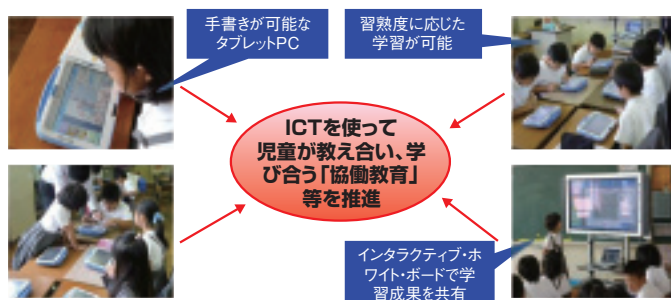 手書きが可能な
タブレットPC
習熟度に応じた
学習が可能
ICTを使って
児童が教え合い、学
び合う「協働教育」
等を推進
インタラクティブ・ホ
ワイト・ボードで学
習成果を共有